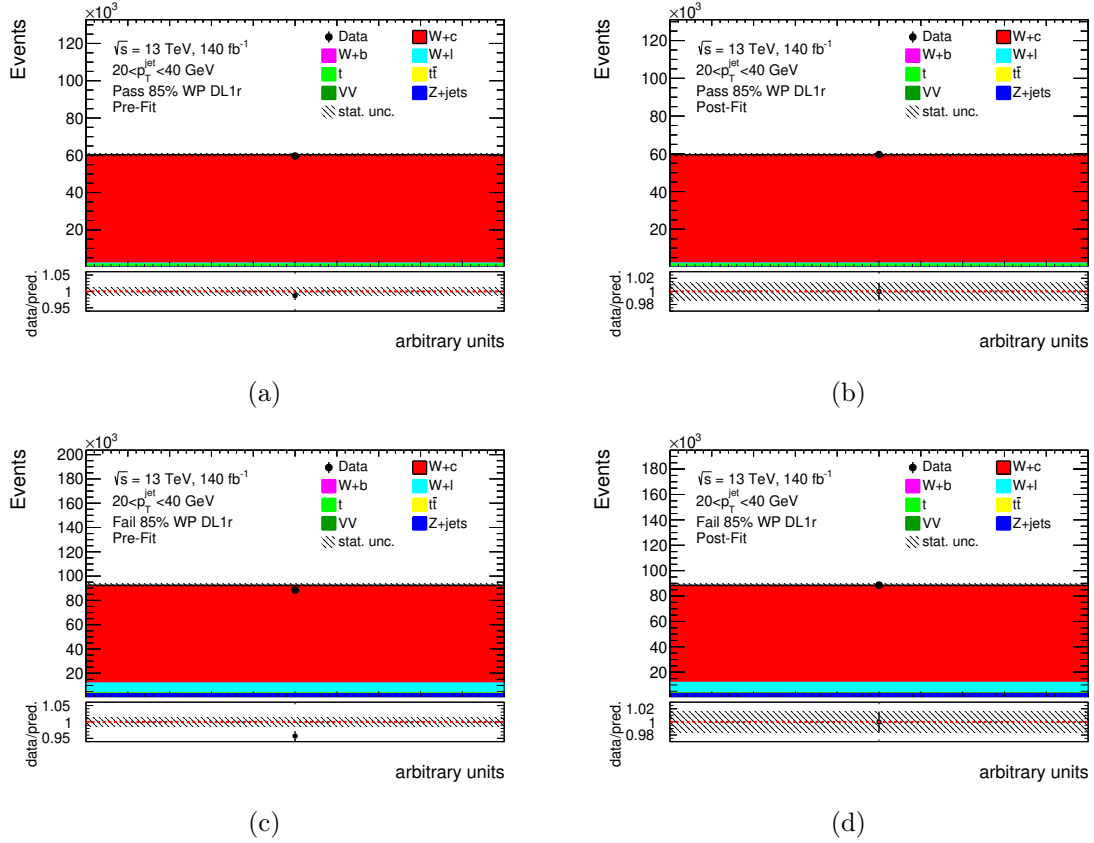 ×10³
Events
120
100
80
60
40
20
√s = 13 TeV, 140 fb⁻¹
20<p_T^jet<40 GeV
Pass 85% WP DL1r
Pre-Fit
Data
W+c
W+b
W+l
t
tt̄
VV
Z+jets
stat. unc.
data/pred.
1.05
1
0.95
arbitrary units
(a)
×10³
Events
120
100
80
60
40
20
√s = 13 TeV, 140 fb⁻¹
20<p_T^jet<40 GeV
Pass 85% WP DL1r
Post-Fit
Data
W+c
W+b
W+l
t
tt̄
VV
Z+jets
stat. unc.
data/pred.
1.02
1
0.98
arbitrary units
(b)
×10³
Events
200
180
160
140
120
100
80
60
40
20
√s = 13 TeV, 140 fb⁻¹
20<p_T^jet<40 GeV
Fail 85% WP DL1r
Pre-Fit
Data
W+c
W+b
W+l
t
tt̄
VV
Z+jets
stat. unc.
data/pred.
1.05
1
0.95
arbitrary units
(c)
×10³
Events
180
160
140
120
100
80
60
40
20
√s = 13 TeV, 140 fb⁻¹
20<p_T^jet<40 GeV
Fail 85% WP DL1r
Post-Fit
Data
W+c
W+b
W+l
t
tt̄
VV
Z+jets
stat. unc.
data/pred.
1.02
1
0.98
arbitrary units
(d)